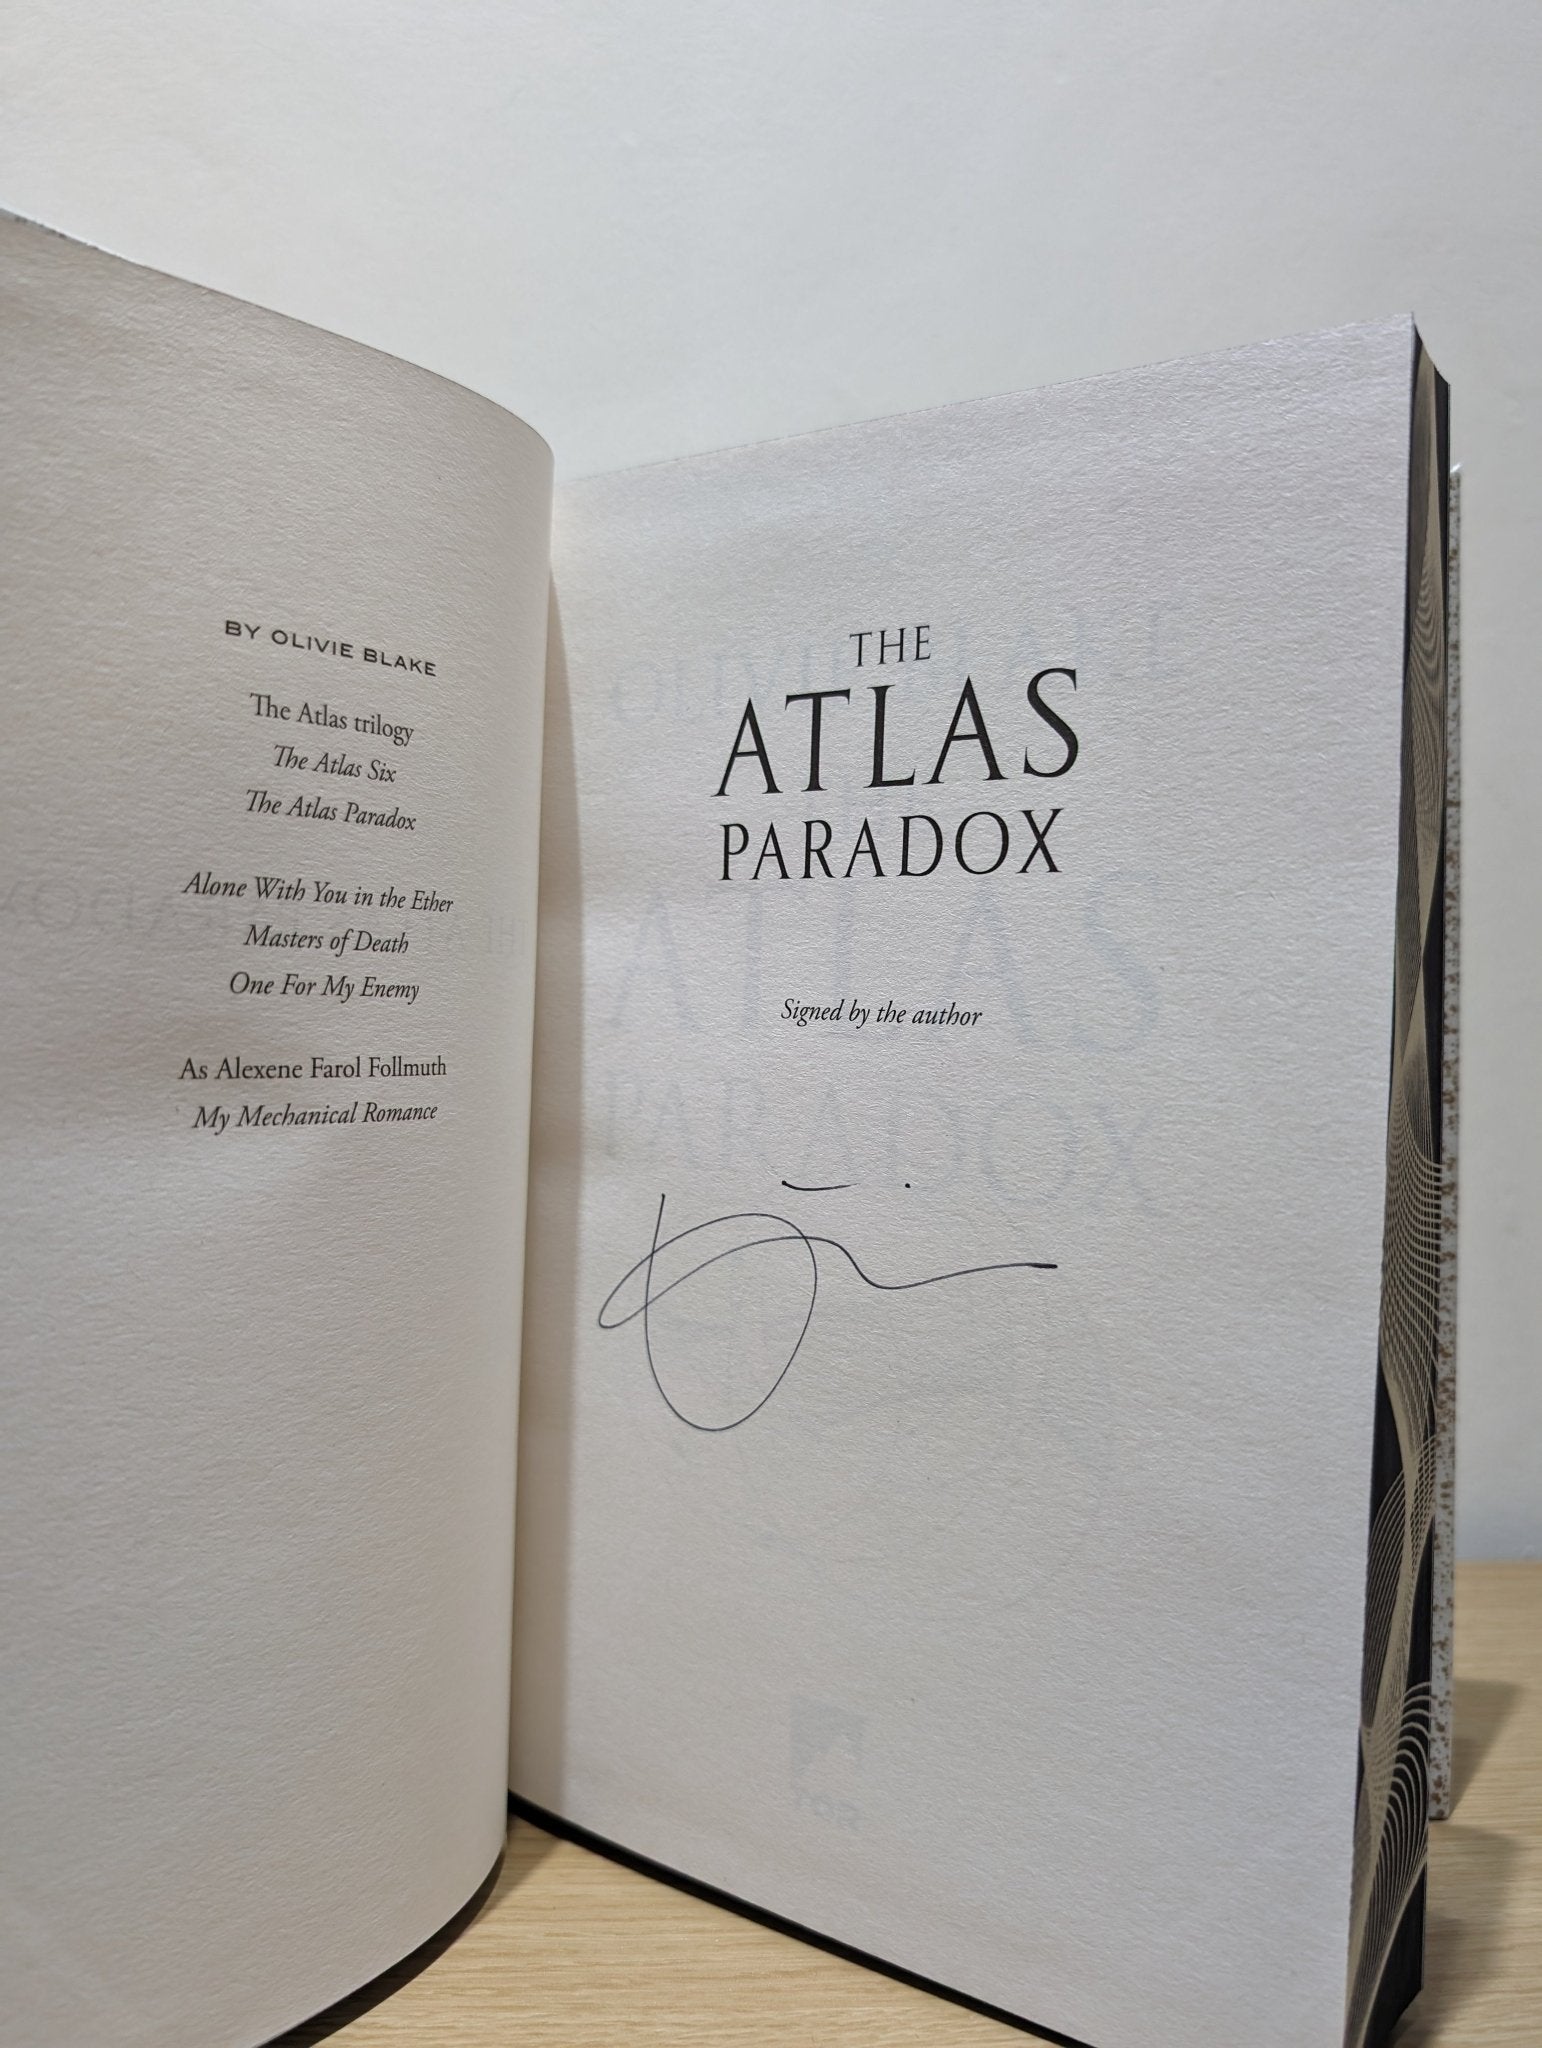 BY OLIVIE BLAKE
The Atlas trilogy
The Atlas Six
The Atlas Paradox
Alone With You in the Ether
Masters of Death
One For My Enemy
As Alexene Farol Follmuth
My Mechanical Romance
THE
ATLAS
PARADOX
Signed by the author